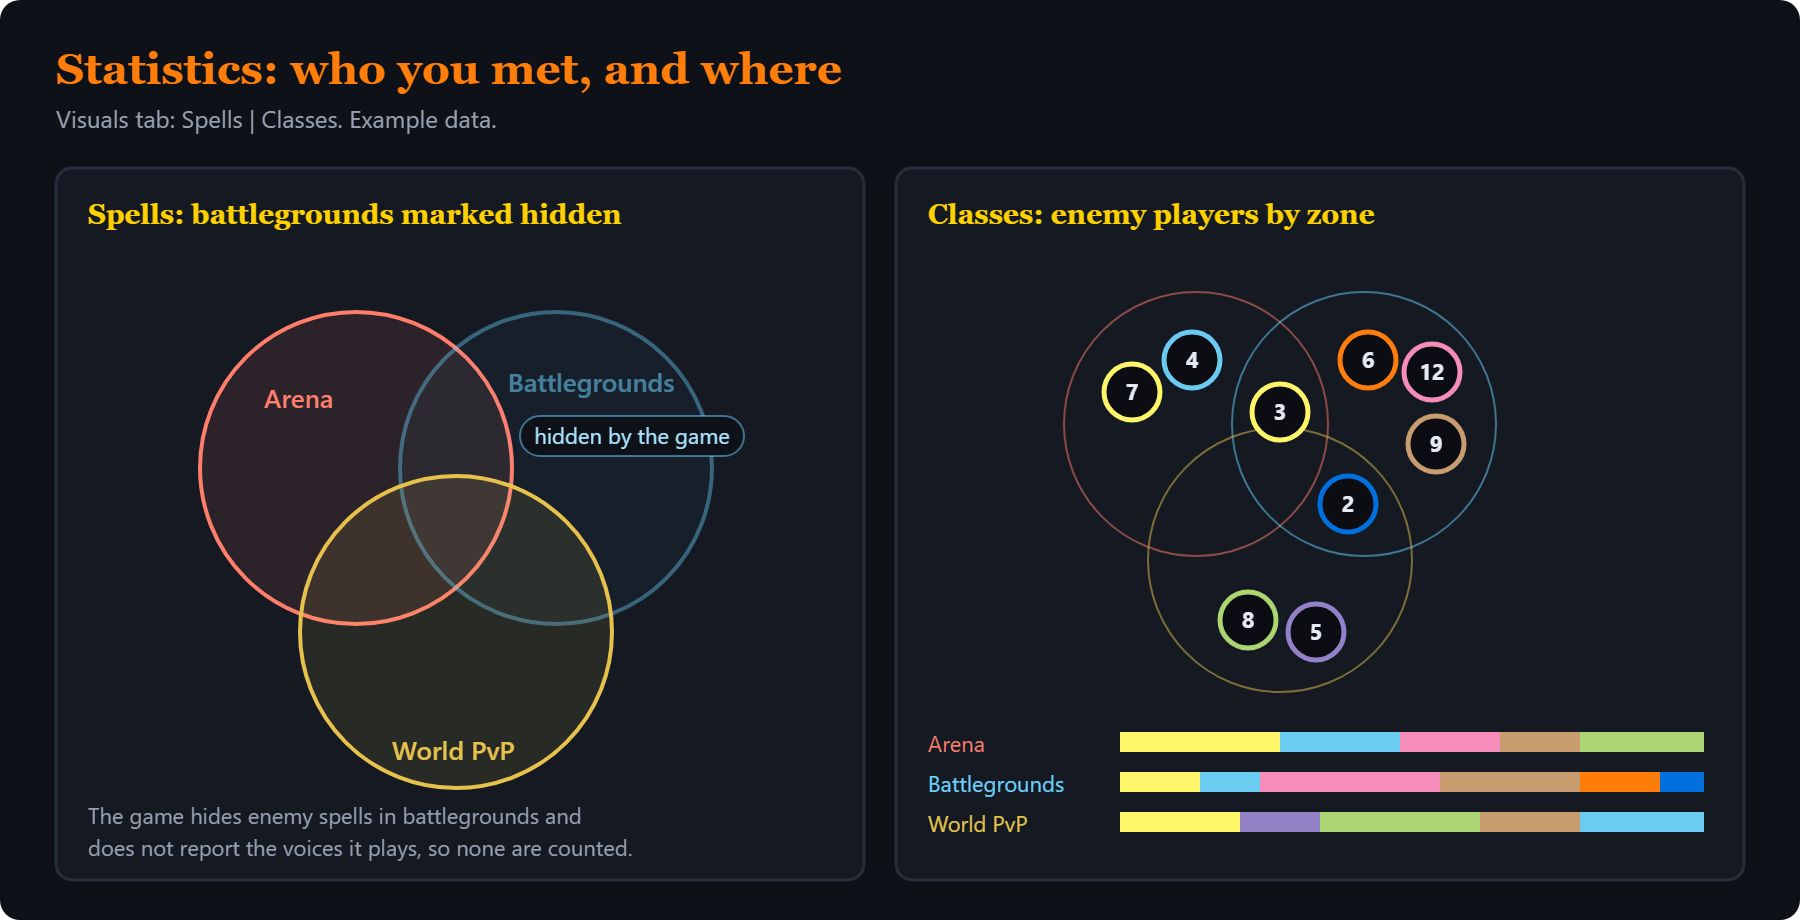 Statistics: who you met, and where
Visuals tab: Spells | Classes. Example data.
Spells: battlegrounds marked hidden
Arena
Battlegrounds
hidden by the game
World PvP
The game hides enemy spells in battlegrounds and
does not report the voices it plays, so none are counted.
Classes: enemy players by zone
7
4
3
6
12
9
2
8
5
Arena
Battlegrounds
World PvP